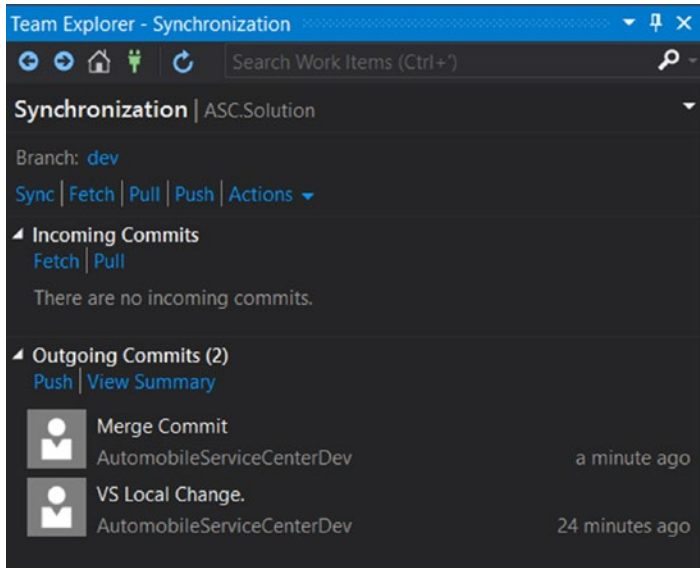 Team Explorer - Synchronization
Search Work Items (Ctrl+')
Synchronization | ASC.Solution
Branch: dev
Sync | Fetch | Pull | Push | Actions
Incoming Commits
Fetch | Pull
There are no incoming commits.
Outgoing Commits (2)
Push | View Summary
Merge Commit
AutomobileServiceCenterDev a minute ago
VS Local Change.
AutomobileServiceCenterDev 24 minutes ago